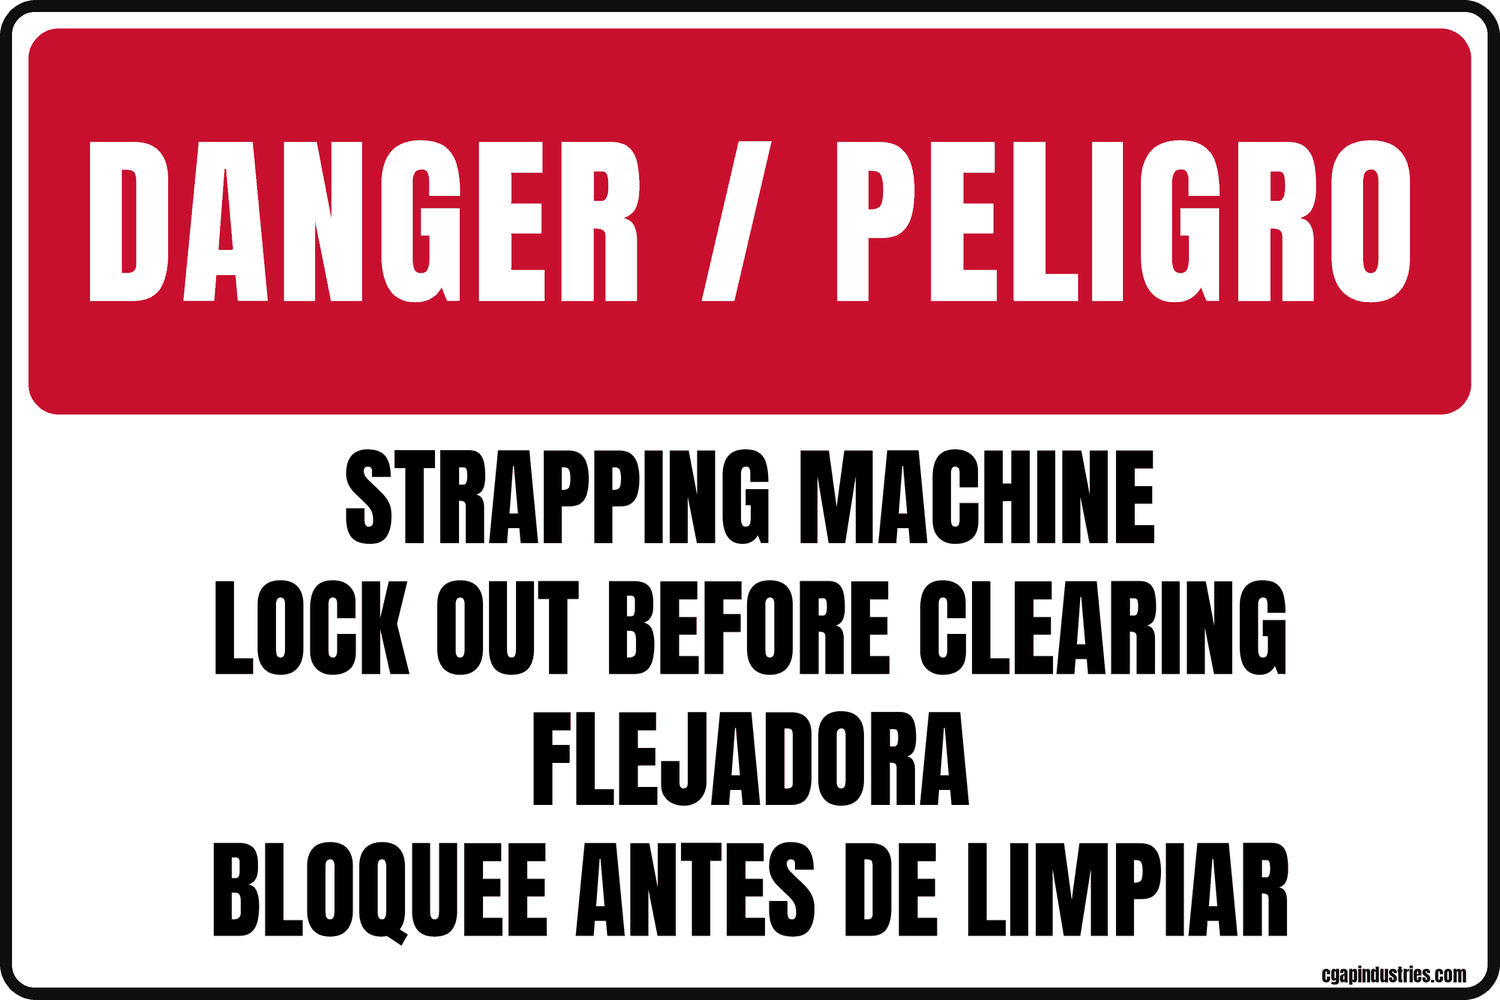 DANGER / PELIGRO
STRAPPING MACHINE
LOCK OUT BEFORE CLEARING
FLEJADORA
BLOQUEE ANTES DE LIMPIAR
cgapindustries.com